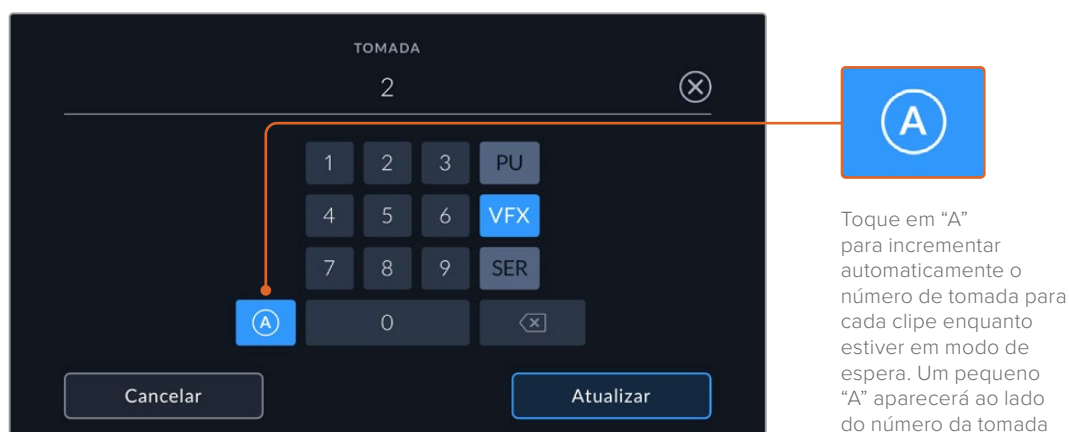 TOMADA
2
1 2 3 PU
4 5 6 VFX
7 8 9 SER
A 0
Cancelar Atualizar
A
Toque em “A”
para incrementar
automaticamente o
número de tomada para
cada clipe enquanto
estiver em modo de
espera. Um pequeno
“A” aparecerá ao lado
do número da tomada